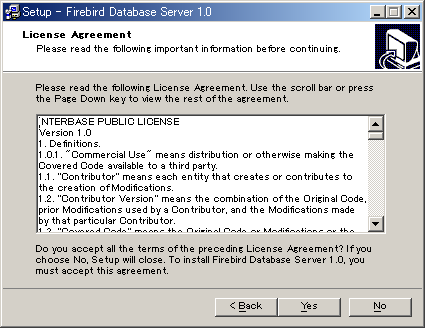 Setup - Firebird Database Server 1.0
License Agreement
Please read the following important information before continuing.
Please read the following License Agreement. Use the scroll bar or press
the Page Down key to view the rest of the agreement.
INTERBASE PUBLIC LICENSE
Version 1.0
1. Definitions.
1.0.1. "Commercial Use" means distribution or otherwise making the
Covered Code available to a third party.
1.1. "Contributor" means each entity that creates or contributes to
the creation of Modifications.
1.2. "Contributor Version" means the combination of the Original Code,
prior Modifications used by a Contributor, and the Modifications made
by that particular Contributor.
1.3. "Covered Code" means the Original Code or Modifications or the
Do you accept all the terms of the preceding License Agreement? If you
choose No, Setup will close. To install Firebird Database Server 1.0, you
must accept this agreement.
< Back
Yes
No